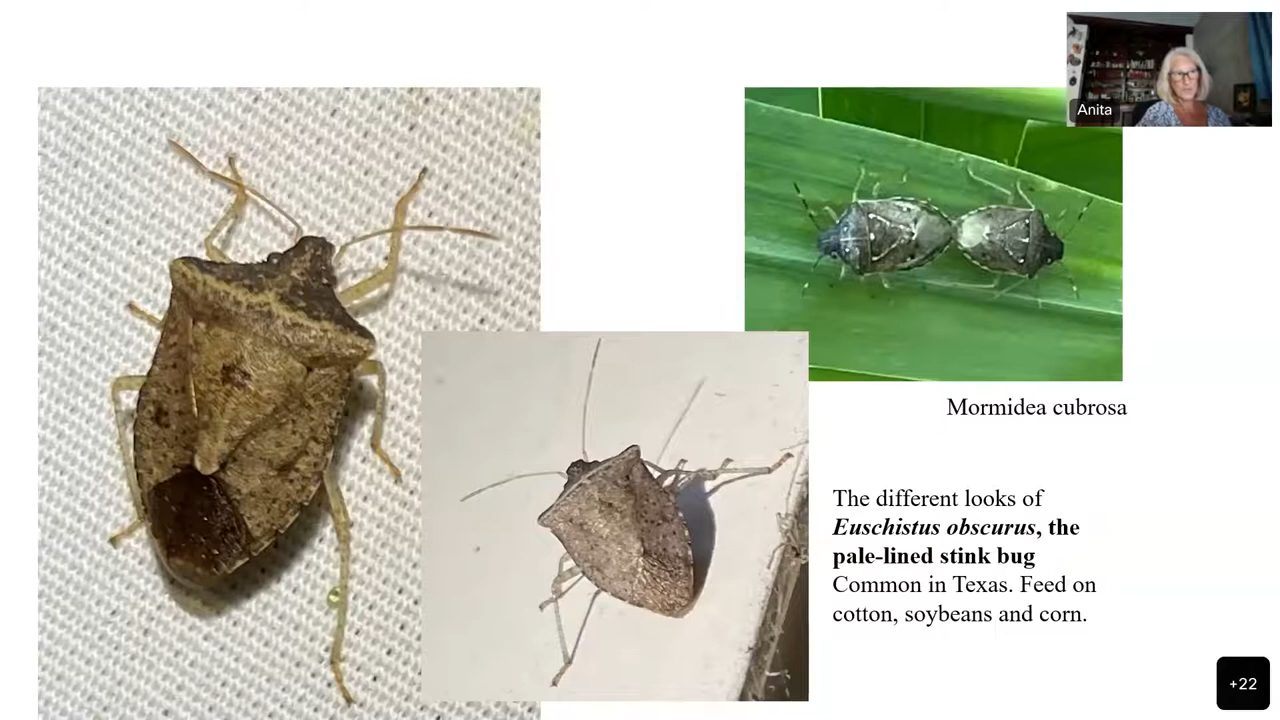 Anita
Mormidea cubrosa
The different looks of
Euschistus obscurus, the
pale-lined stink bug
Common in Texas. Feed on
cotton, soybeans and corn.
+22